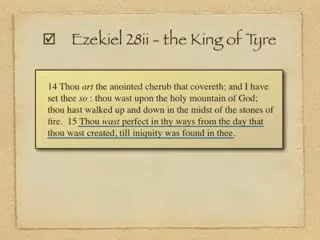 Ezekiel 28ii - the King of Tyre
14 Thou art the anointed cherub that covereth; and I have
set thee so : thou wast upon the holy mountain of God;
thou hast walked up and down in the midst of the stones of
fire. 15 Thou wast perfect in thy ways from the day that
thou wast created, till iniquity was found in thee.